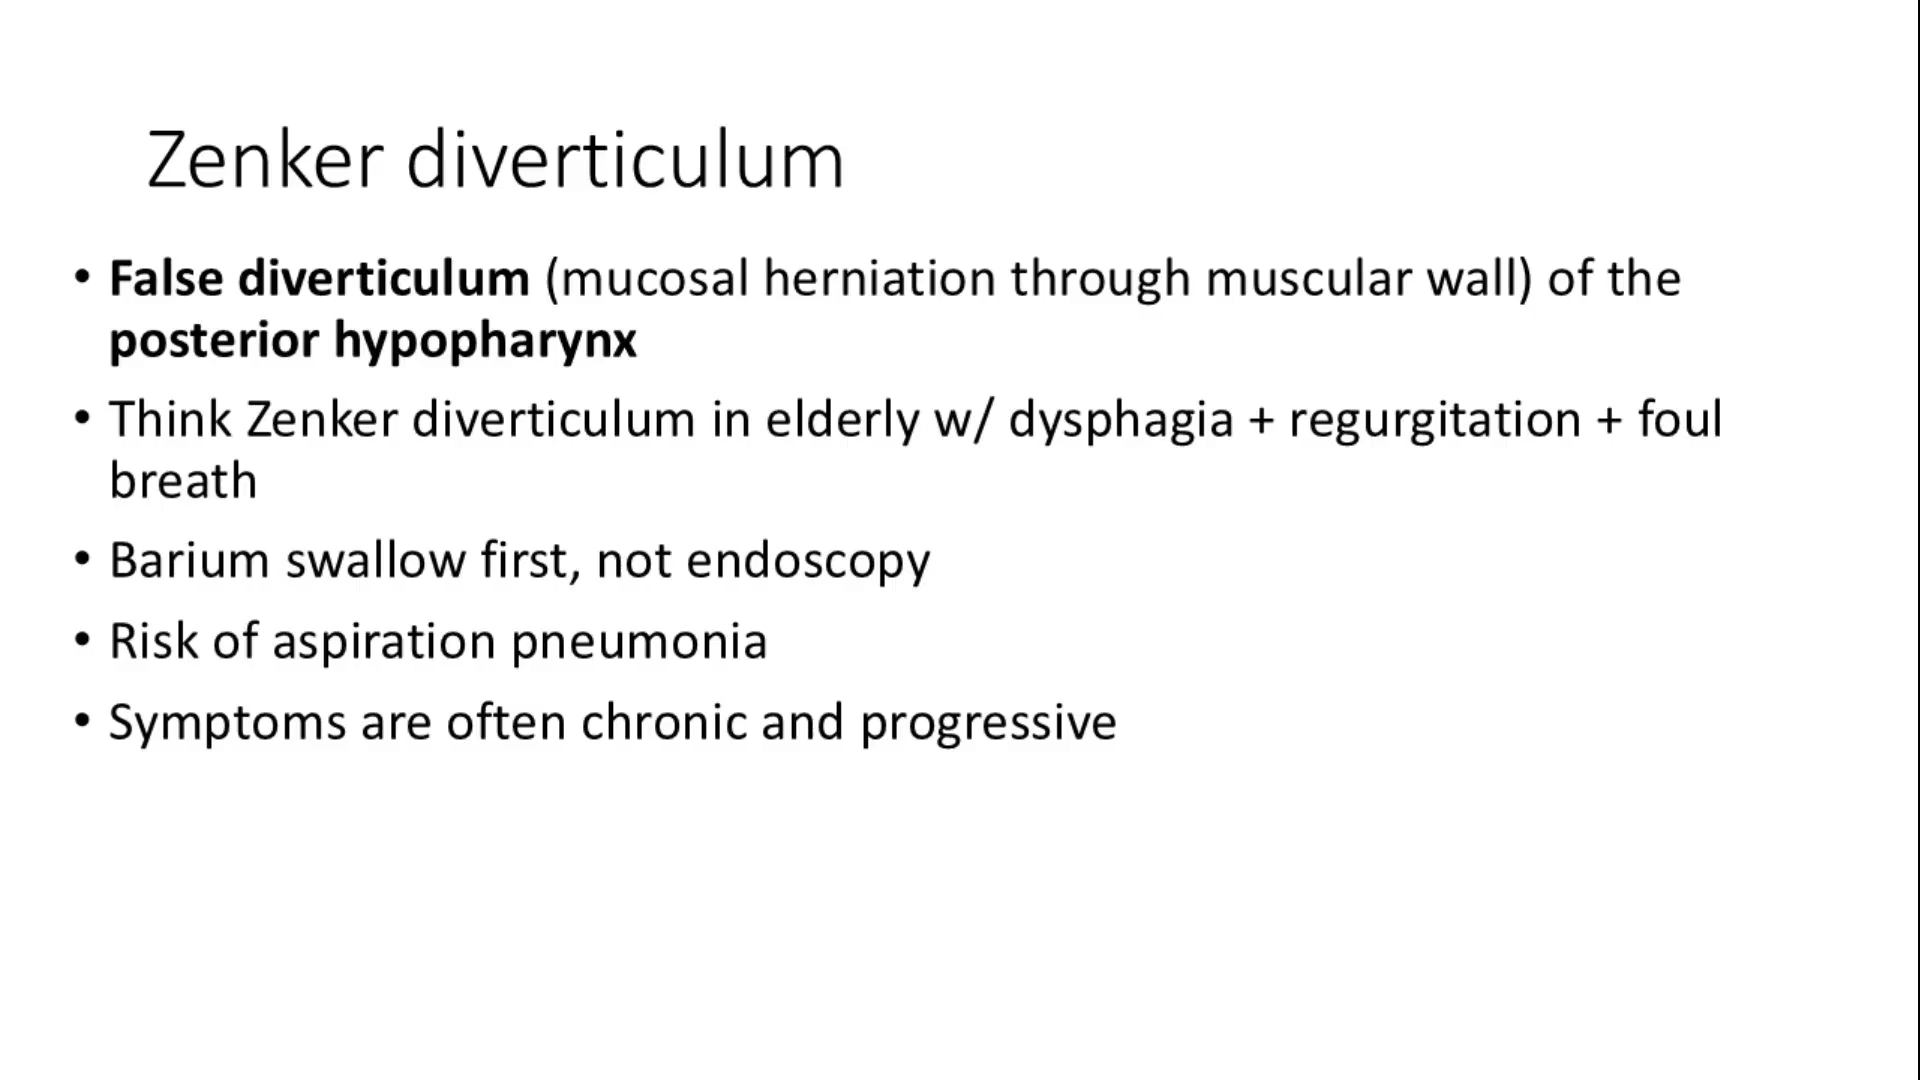 Zenker diverticulum
• False diverticulum (mucosal herniation through muscular wall) of the
posterior hypopharynx
• Think Zenker diverticulum in elderly w/ dysphagia + regurgitation + foul
breath
• Barium swallow first, not endoscopy
• Risk of aspiration pneumonia
• Symptoms are often chronic and progressive